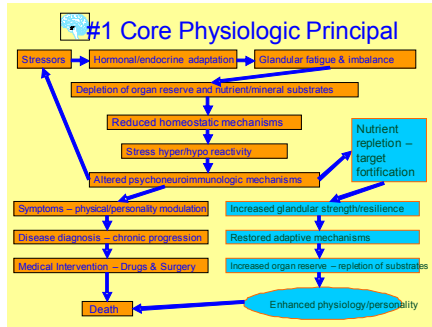 #1 Core Physiologic Principal
Stressors
Hormonal/endocrine adaptation
Glandular fatigue & imbalance
Depletion of organ reserve and nutrient/mineral substrates
Reduced homeostatic mechanisms
Stress hyper/hypo reactivity
Altered psychoneuroimmunologic mechanisms
Nutrient
repletion –
target
fortification
Symptoms – physical/personality modulation
Increased glandular strength/resilience
Disease diagnosis – chronic progression
Restored adaptive mechanisms
Medical Intervention – Drugs & Surgery
Increased organ reserve – repletion of substrates
Death
Enhanced physiology/personality